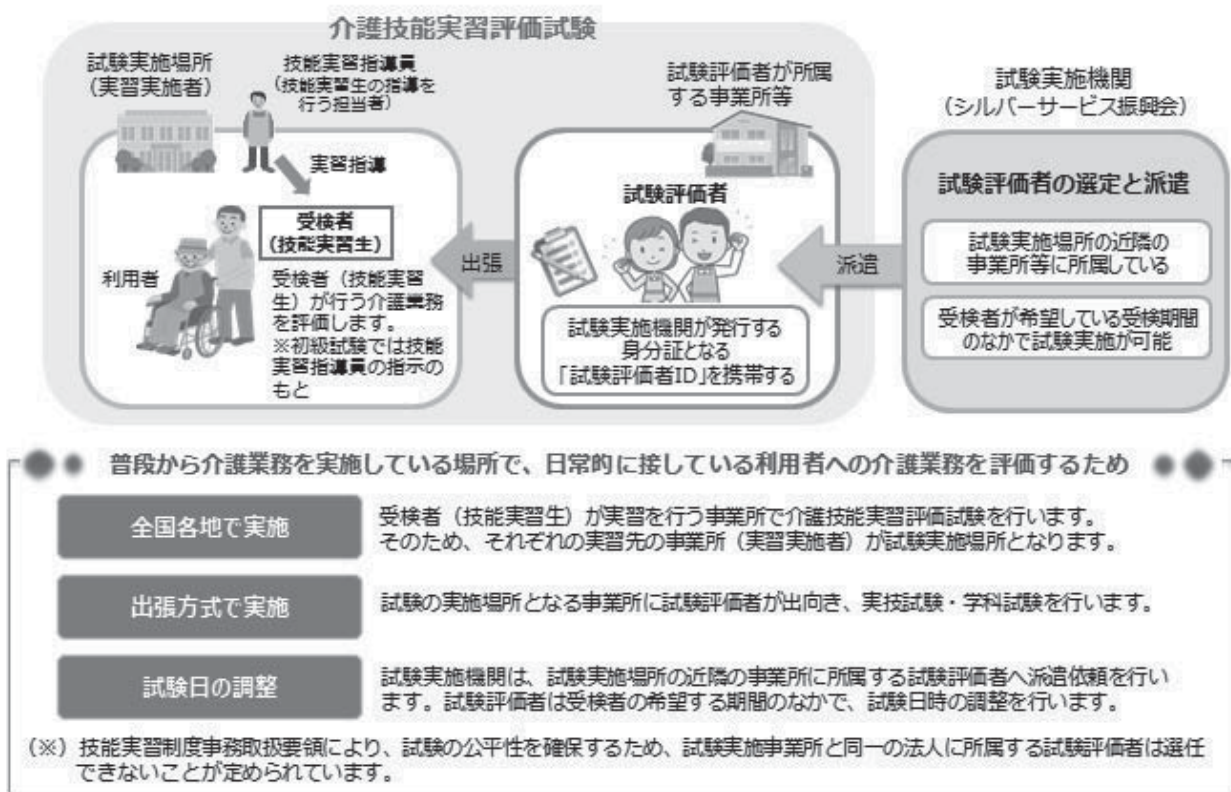 介護技能実習評価試験
試験実施場所
（実習実施者）
技能実習指導員
（技能実習生の指導を
行う担当者）
実習指導
受検者
（技能実習生）
利用者
受検者（技能実習
生）が行う介護業務
を評価します。
※初級試験では技能
実習指導員の指示の
もと
出張
試験評価者が所属
する事業所等
試験評価者
試験実施機関が発行する
身分証となる
「試験評価者ID」を携帯する
派遣
試験実施機関
（シルバーサービス振興会）
試験評価者の選定と派遣
試験実施場所の近隣の
事業所等に所属している
受検者が希望している受検期間
のなかで試験実施が可能
普段から介護業務を実施している場所で、日常的に接している利用者への介護業務を評価するため
全国各地で実施
受検者（技能実習生）が実習を行う事業所で介護技能実習評価試験を行います。
そのため、それぞれの実習先の事業所（実習実施者）が試験実施場所となります。
出張方式で実施
試験の実施場所となる事業所に試験評価者が出向き、実技試験・学科試験を行います。
試験日の調整
試験実施機関は、試験実施場所の近隣の事業所に所属する試験評価者へ派遣依頼を行い
ます。試験評価者は受検者の希望する期間のなかで、試験日時の調整を行います。
（※）技能実習制度事務取扱要領により、試験の公平性を確保するため、試験実施事業所と同一の法人に所属する試験評価者は選任
できないことが定められています。